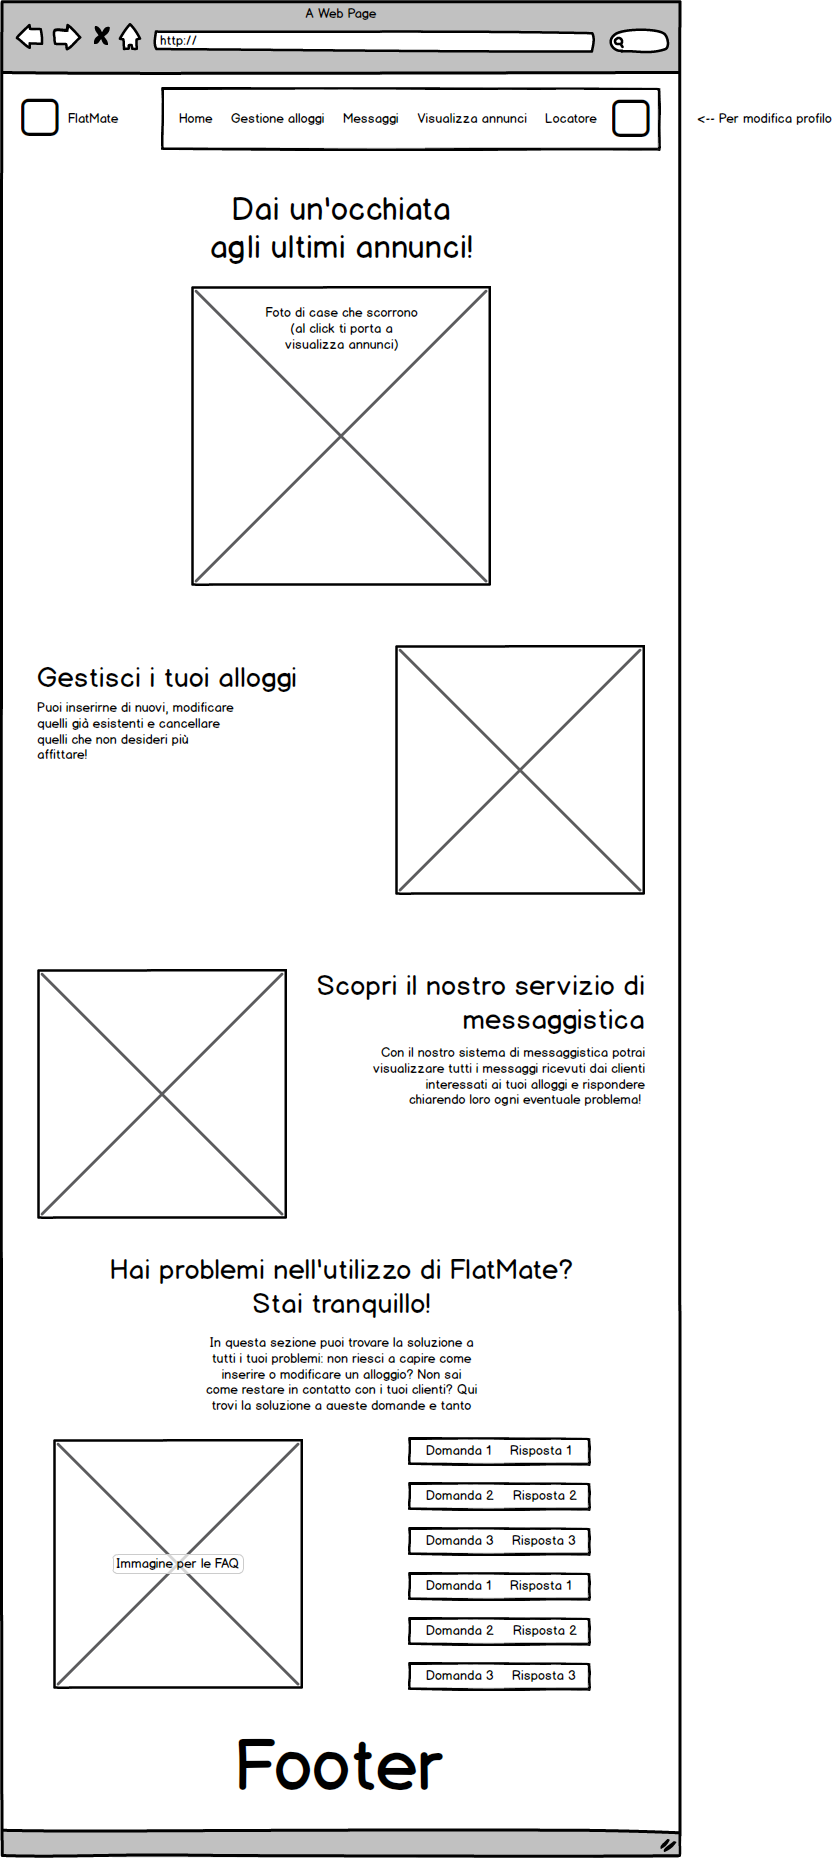 A Web Page
http://
FlatMate
Home Gestione alloggi Messaggi Visualizza annunci Locatore
<-- Per modifica profilo
Dai un'occhiata
agli ultimi annunci!
Foto di case che scorrono
(al click ti porta a
visualizza annunci)
Gestisci i tuoi alloggi
Puoi inserirne di nuovi, modificare
quelli già esistenti e cancellare
quelli che non desideri più
affittare!
Scopri il nostro servizio di
messaggistica
Con il nostro sistema di messaggistica potrai
visualizzare tutti i messaggi ricevuti dai clienti
interessati ai tuoi alloggi e rispondere
chiarendo loro ogni eventuale problema!
Hai problemi nell'utilizzo di FlatMate?
Stai tranquillo!
In questa sezione puoi trovare la soluzione a
tutti i tuoi problemi: non riesci a capire come
inserire o modificare un alloggio? Non sai
come restare in contatto con i tuoi clienti? Qui
trovi la soluzione a queste domande e tanto
Immagine per le FAQ
Domanda 1 Risposta 1
Domanda 2 Risposta 2
Domanda 3 Risposta 3
Domanda 1 Risposta 1
Domanda 2 Risposta 2
Domanda 3 Risposta 3
Footer